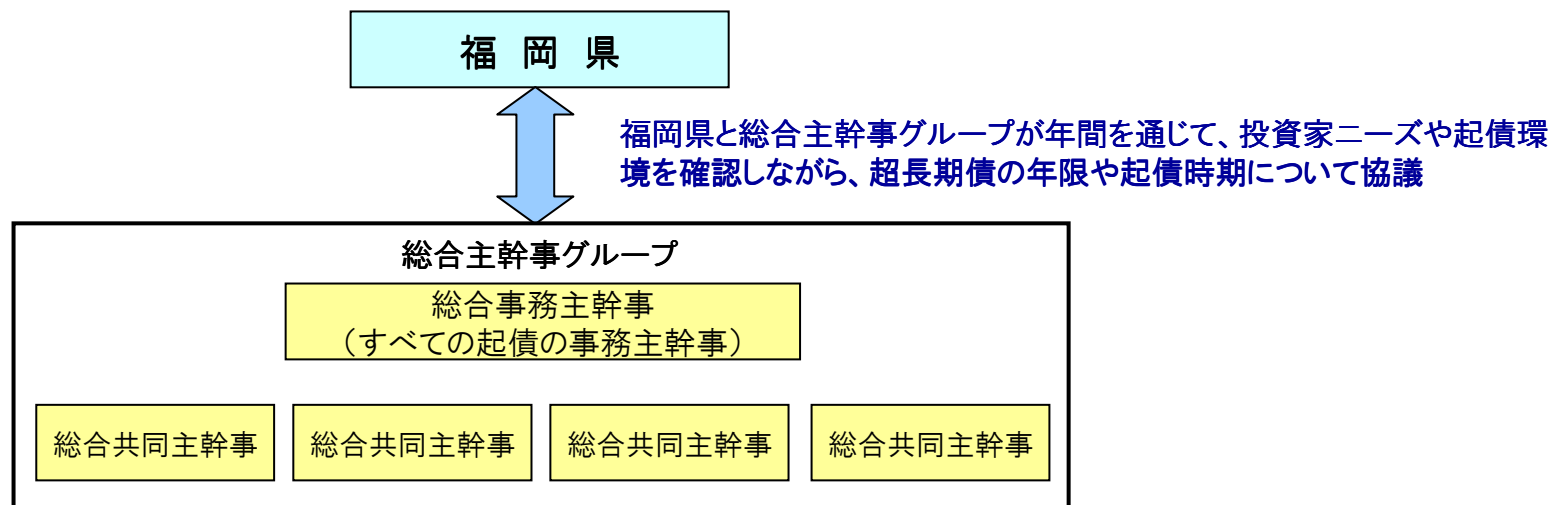 福 岡 県
福岡県と総合主幹事グループが年間を通じて、投資家ニーズや起債環
境を確認しながら、超長期債の年限や起債時期について協議
総合主幹事グループ
総合事務主幹事
（すべての起債の事務主幹事）
総合共同主幹事
総合共同主幹事
総合共同主幹事
総合共同主幹事